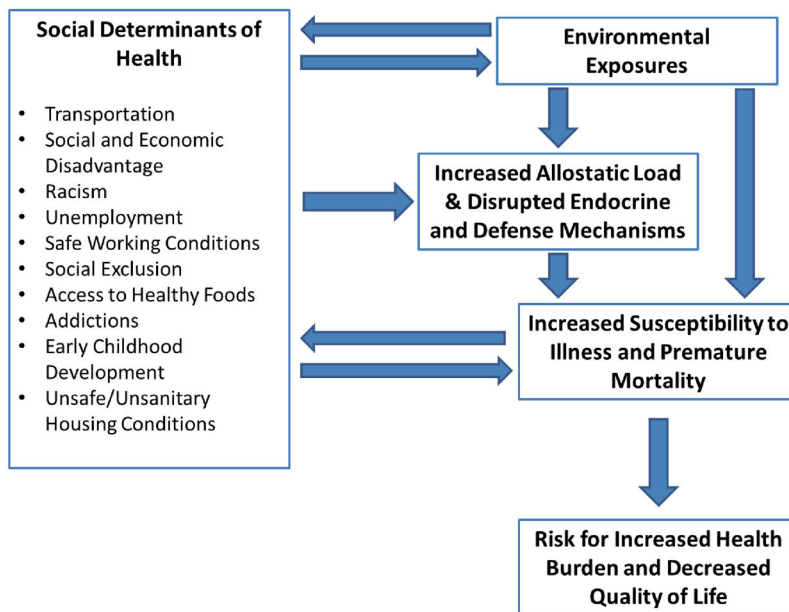 Social Determinants of
Health
• Transportation
• Social and Economic
Disadvantage
• Racism
• Unemployment
• Safe Working Conditions
• Social Exclusion
• Access to Healthy Foods
• Addictions
• Early Childhood
Development
• Unsafe/Unsanitary
Housing Conditions
Environmental
Exposures
Increased Allostatic Load
& Disrupted Endocrine
and Defense Mechanisms
Increased Susceptibility to
Illness and Premature
Mortality
Risk for Increased Health
Burden and Decreased
Quality of Life